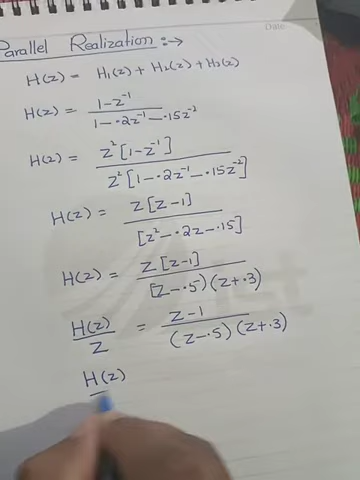 Parallel Realization :→
Date
H(z) = H₁(z) + H₂(z) + H₃(z)
H(z) = 1-z⁻¹ / 1-.2z⁻¹-.15z⁻²
H(z) = z²[1-z⁻¹] / z²[1-.2z⁻¹-.15z⁻²]
H(z) = z[z-1] / [z²-.2z-.15]
H(z) = z[z-1] / (z-.5)(z+.3)
H(z)/z = z-1 / (z-.5)(z+.3)
H(z)